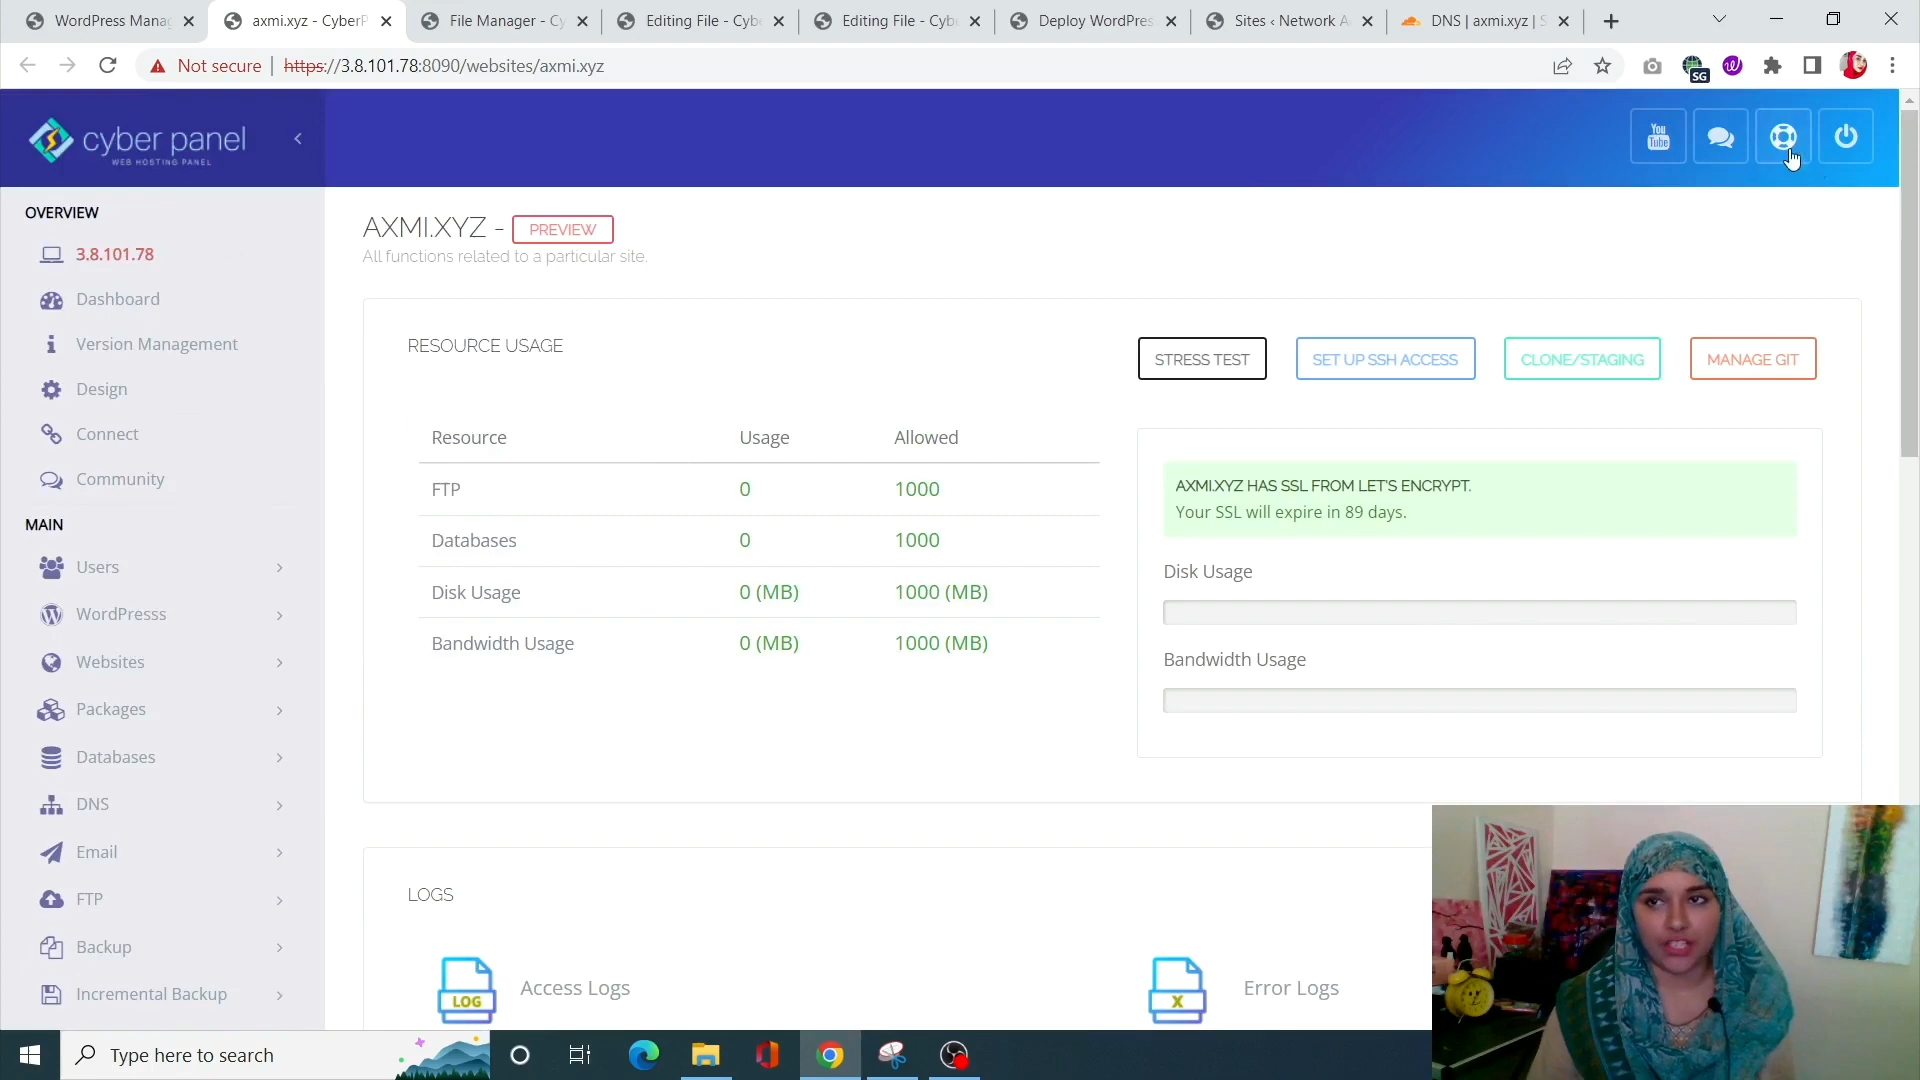 WordPress Manag
axmi.xyz - CyberP
File Manager - Cy
Editing File - Cybe
Editing File - Cybe
Deploy WordPres
Sites ‹ Network A
DNS | axmi.xyz | S
Not secure | https://3.8.101.78:8090/websites/axmi.xyz
SG
cyber panel
WEB HOSTING PANEL
You
Tube
OVERVIEW
3.8.101.78
Dashboard
Version Management
Design
Connect
Community
MAIN
Users
WordPresss
Websites
Packages
Databases
DNS
Email
FTP
Backup
Incremental Backup
AXMI.XYZ - PREVIEW
All functions related to a particular site.
RESOURCE USAGE
STRESS TEST
SET UP SSH ACCESS
CLONE/STAGING
MANAGE GIT
Resource Usage Allowed
FTP 0 1000
Databases 0 1000
Disk Usage 0 (MB) 1000 (MB)
Bandwidth Usage 0 (MB) 1000 (MB)
AXMI.XYZ HAS SSL FROM LET'S ENCRYPT.
Your SSL will expire in 89 days.
Disk Usage
Bandwidth Usage
LOGS
LOG
Access Logs
X
Error Logs
Type here to search